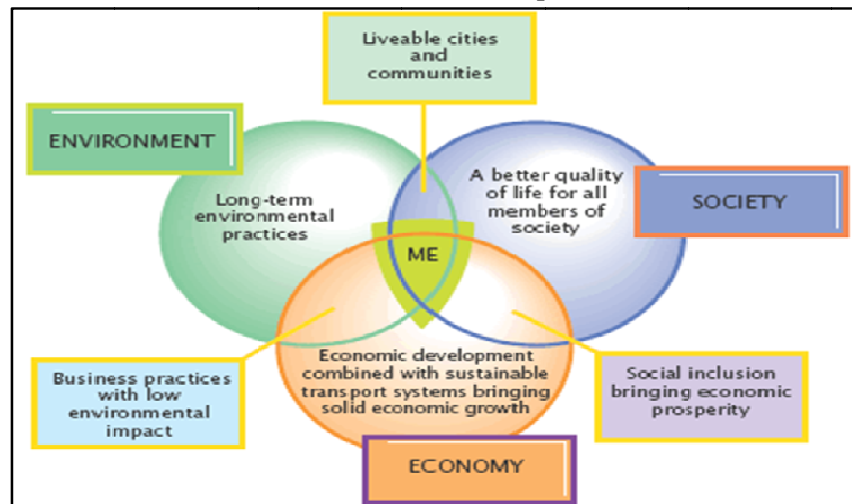 Liveable cities
and
communities
ENVIRONMENT
Long-term
environmental
practices
A better quality
of life for all
members of
society
SOCIETY
ME
Business practices
with low
environmental
impact
Economic development
combined with sustainable
transport systems bringing
solid economic growth
Social inclusion
bringing economic
prosperity
ECONOMY